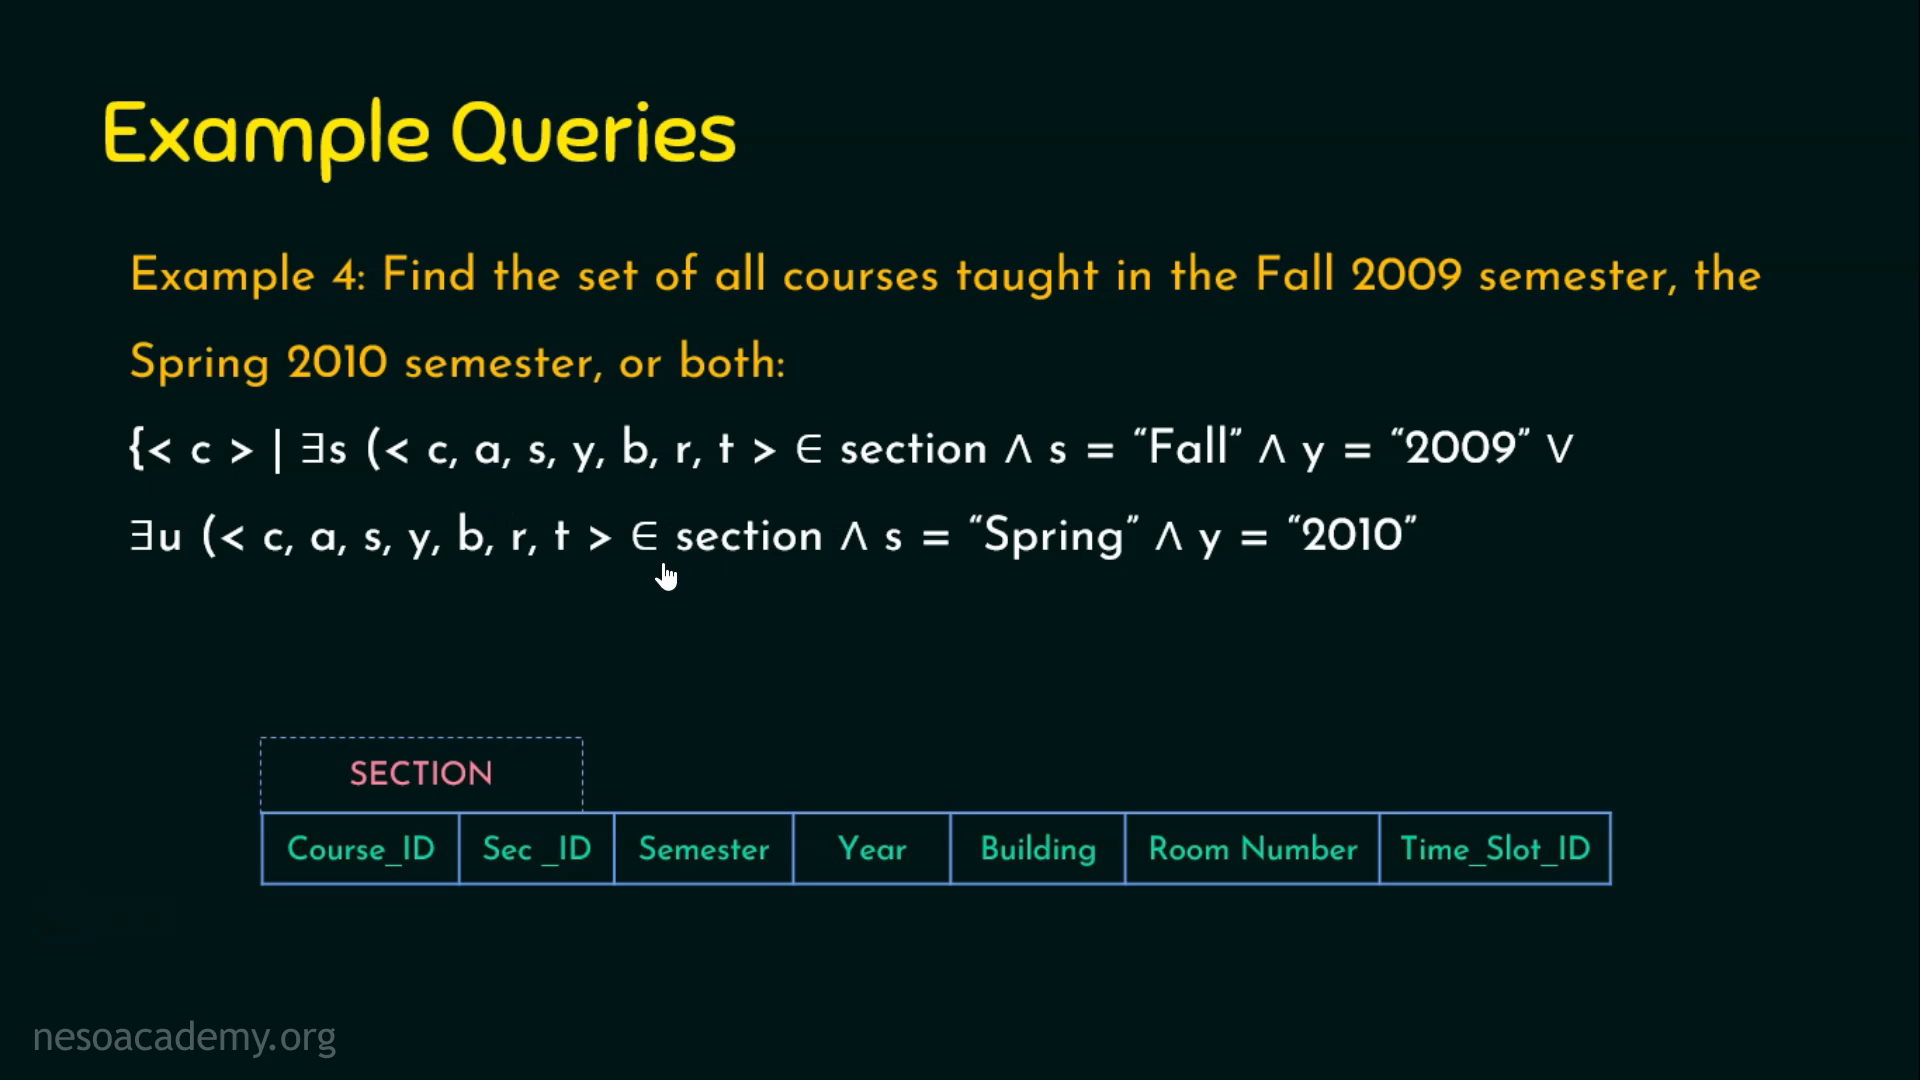 Example Queries
Example 4: Find the set of all courses taught in the Fall 2009 semester, the
Spring 2010 semester, or both:
{< c > | ∃s (< c, a, s, y, b, r, t > ∈ section ∧ s = “Fall” ∧ y = “2009” ∨
∃u (< c, a, s, y, b, r, t > ∈ section ∧ s = “Spring” ∧ y = “2010”
SECTION
Course_ID Sec _ID Semester Year Building Room Number Time_Slot_ID
nesoacademy.org